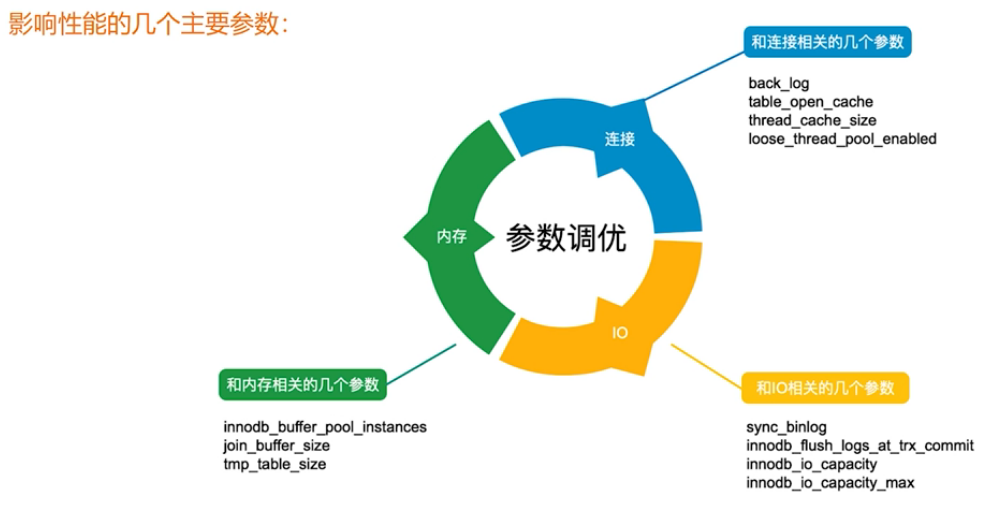 影响性能的几个主要参数：
和连接相关的几个参数
back_log
table_open_cache
thread_cache_size
loose_thread_pool_enabled
连接
内存
参数调优
IO
和内存相关的几个参数
innodb_buffer_pool_instances
join_buffer_size
tmp_table_size
和IO相关的几个参数
sync_binlog
innodb_flush_logs_at_trx_commit
innodb_io_capacity
innodb_io_capacity_max